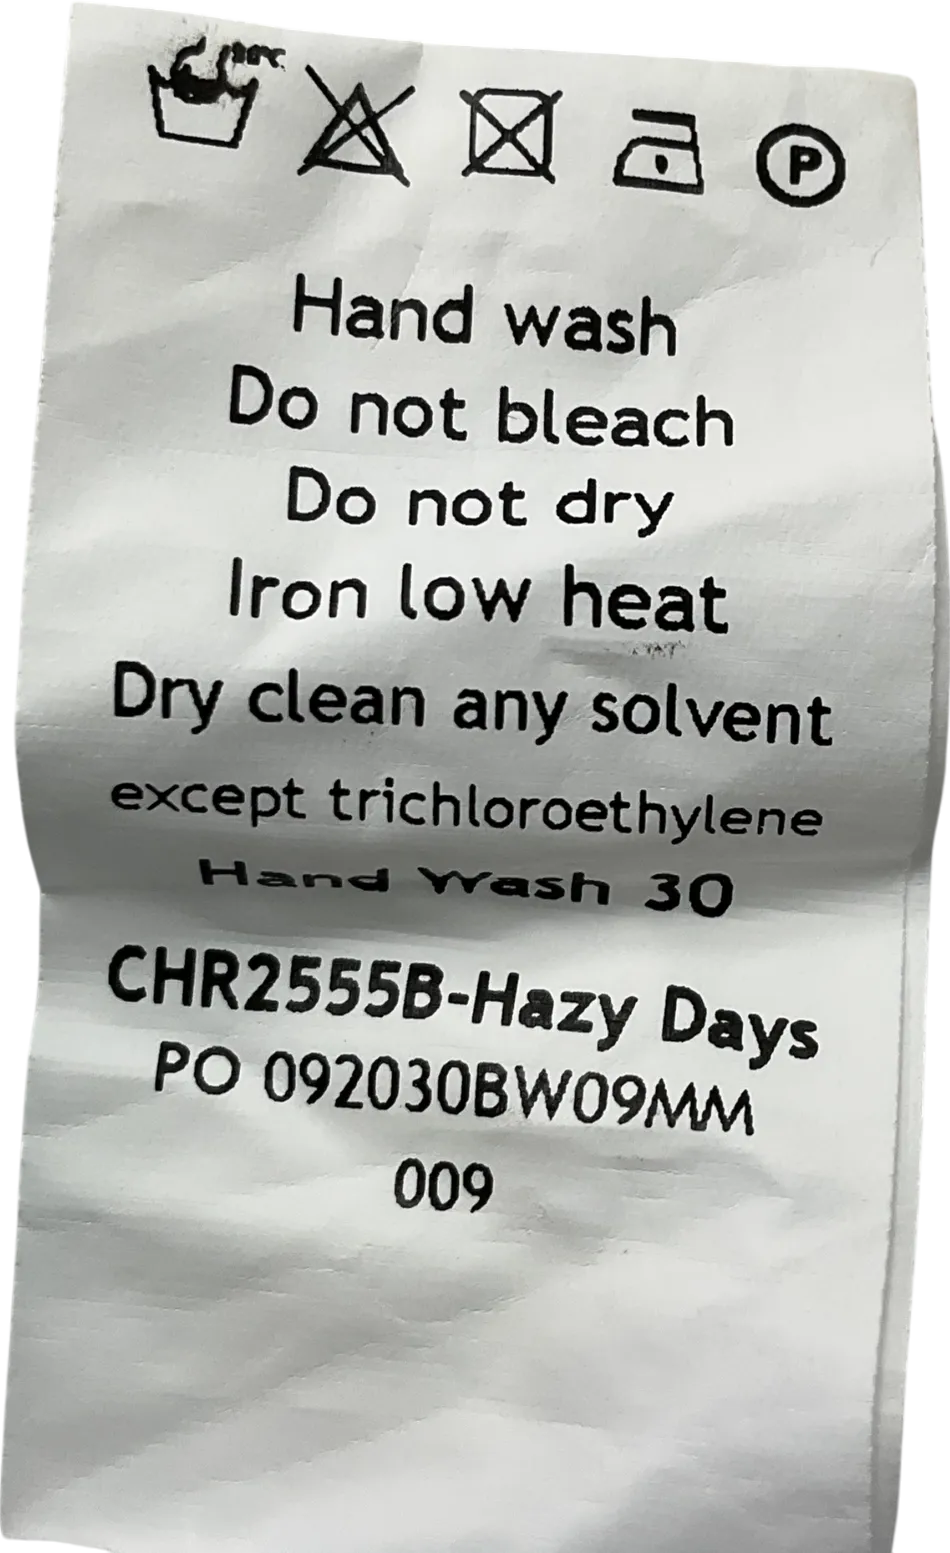 P
Hand wash
Do not bleach
Do not dry
Iron low heat
Dry clean any solvent
except trichloroethylene
Hand Wash 30
CHR2555B-Hazy Days
PO 092030BW09MM
009